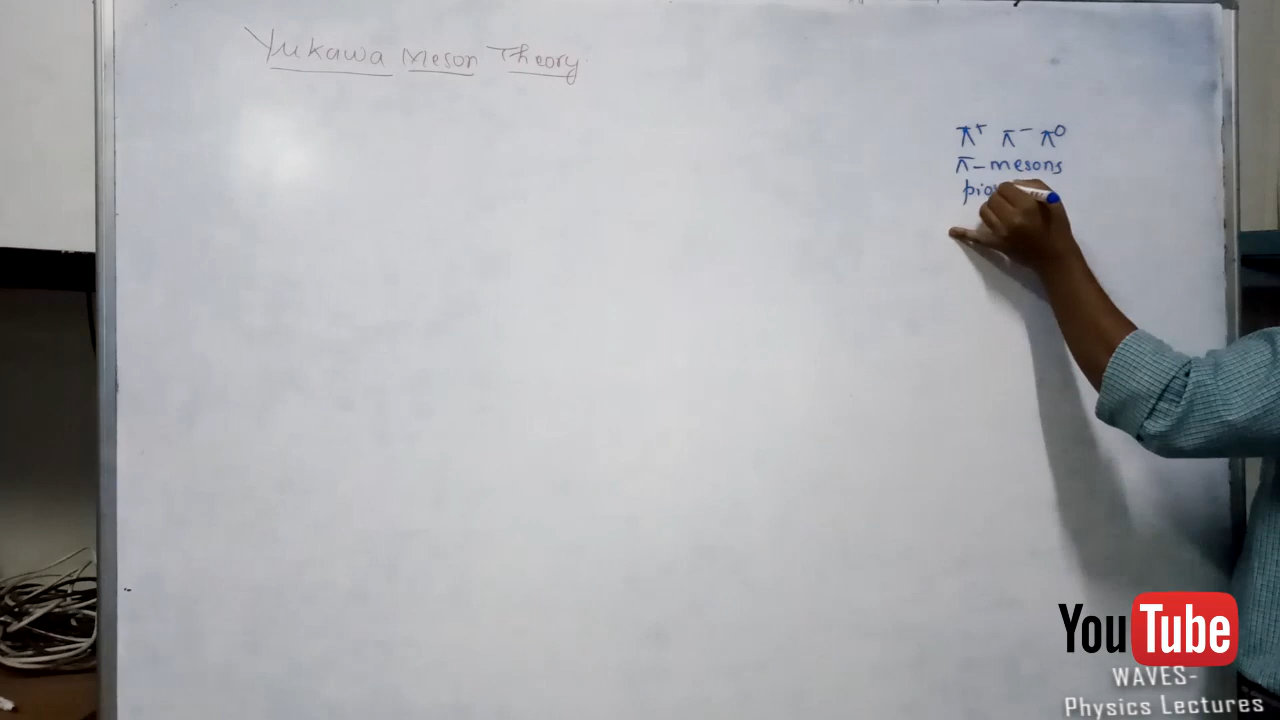 Yukawa Meson Theory
π⁺ π⁻ π⁰
π-mesons
YouTube
WAVES-
Physics Lectures